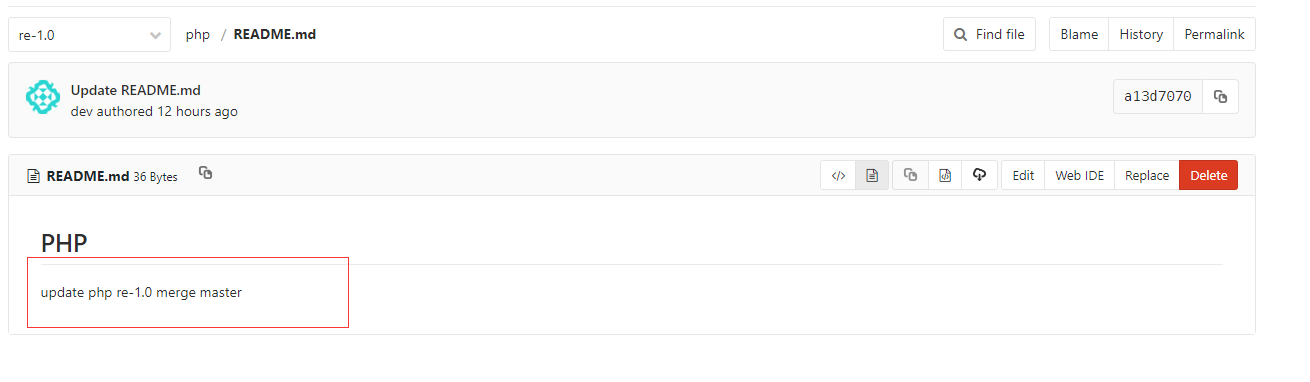 re-1.0 php / README.md Find file Blame History Permalink
Update README.md
dev authored 12 hours ago
a13d7070
README.md 36 Bytes </> Edit Web IDE Replace Delete
PHP
update php re-1.0 merge master